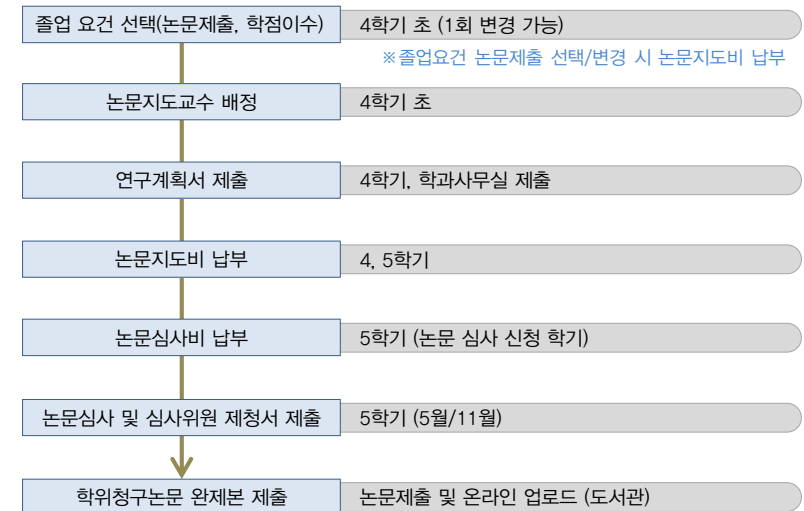 졸업 요건 선택(논문제출, 학점이수) 4학기 초 (1회 변경 가능)
※졸업요건 논문제출 선택/변경 시 논문지도비 납부
논문지도교수 배정 4학기 초
연구계획서 제출 4학기, 학과사무실 제출
논문지도비 납부 4, 5학기
논문심사비 납부 5학기 (논문 심사 신청 학기)
논문심사 및 심사위원 제청서 제출 5학기 (5월/11월)
학위청구논문 완제본 제출 논문제출 및 온라인 업로드 (도서관)